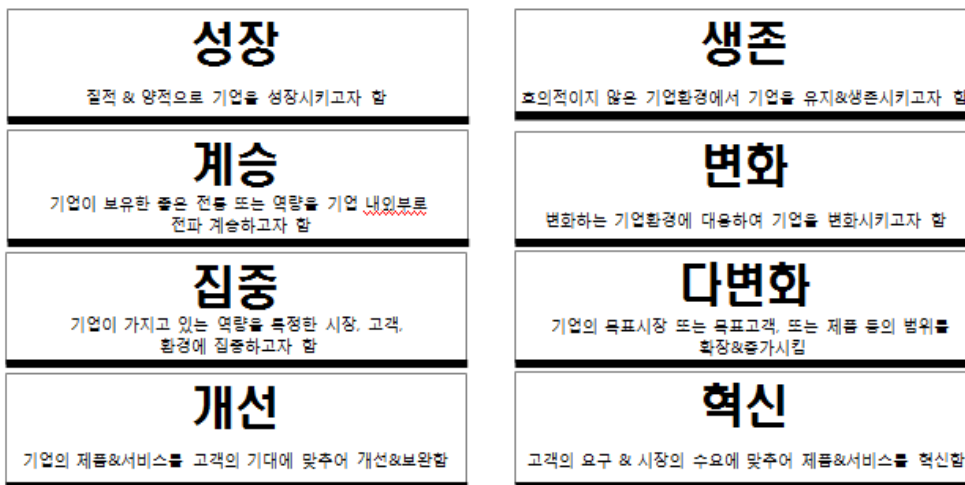 성장
질적 & 양적으로 기업을 성장시키고자 함
생존
호의적이지 않은 기업환경에서 기업을 유지&생존시키고자 함
계승
기업이 보유한 좋은 전통 또는 역량을 기업 내외부로
전파 계승하고자 함
변화
변화하는 기업환경에 대응하여 기업을 변화시키고자 함
집중
기업이 가지고 있는 역량을 특정한 시장, 고객,
환경에 집중하고자 함
다변화
기업의 목표시장 또는 목표고객, 또는 제품 등의 범위를
확장&증가시킴
개선
기업의 제품&서비스를 고객의 기대에 맞추어 개선&보완함
혁신
고객의 요구 & 시장의 수요에 맞추어 제품&서비스를 혁신함